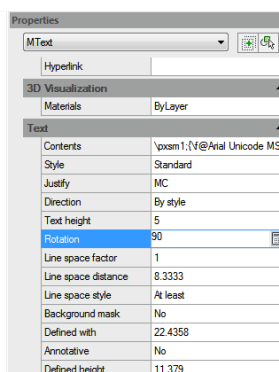 Properties
MText
Hyperlink
3D Visualization
Materials ByLayer
Text
Contents \pxsm1;{\f@Arial Unicode MS
Style Standard
Justify MC
Direction By style
Text height 5
Rotation 90
Line space factor 1
Line space distance 8.3333
Line space style At least
Background mask No
Defined with 22.4358
Annotative No
Defined height 11.379